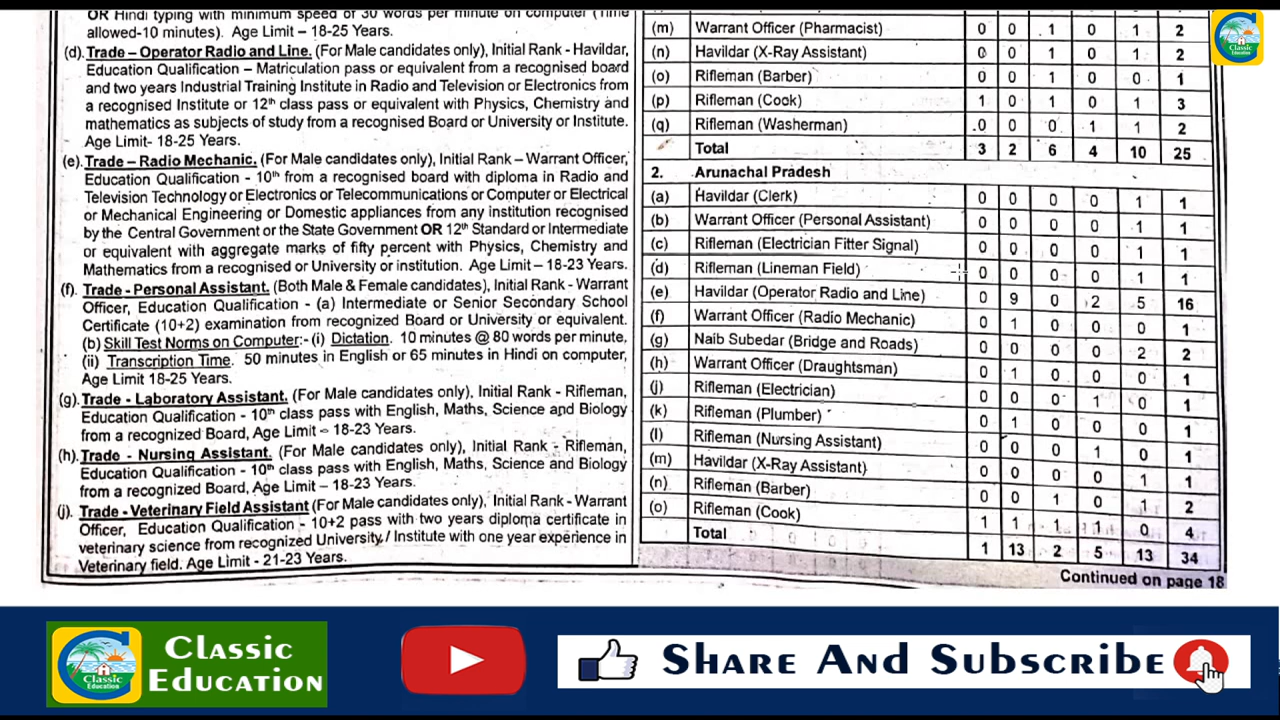 OR Hindi typing with minimum speed of 30 words per minute on computer (Time
allowed-10 minutes). Age Limit – 18-25 Years.
(d). Trade – Operator Radio and Line. (For Male candidates only), Initial Rank - Havildar,
Education Qualification – Matriculation pass or equivalent from a recognised board
and two years Industrial Training Institute in Radio and Television or Electronics from
a recognised Institute or 12th class pass or equivalent with Physics, Chemistry and
mathematics as subjects of study from a recognised Board or University or Institute.
Age Limit- 18-25 Years.
(e). Trade – Radio Mechanic. (For Male candidates only), Initial Rank – Warrant Officer,
Education Qualification - 10th from a recognised board with diploma in Radio and
Television Technology or Electronics or Telecommunications or Computer or Electrical
or Mechanical Engineering or Domestic appliances from any institution recognised
by the Central Government or the State Government OR 12th Standard or Intermediate
or equivalent with aggregate marks of fifty percent with Physics, Chemistry and
Mathematics from a recognised or University or institution. Age Limit – 18-23 Years.
(f). Trade - Personal Assistant. (Both Male & Female candidates), Initial Rank - Warrant
Officer, Education Qualification - (a) Intermediate or Senior Secondary School
Certificate (10+2) examination from recognized Board or University or equivalent.
(b) Skill Test Norms on Computer:- (i) Dictation. 10 minutes @ 80 words per minute,
(ii) Transcription Time. 50 minutes in English or 65 minutes in Hindi on computer,
Age Limit 18-25 Years.
(g). Trade - Laboratory Assistant. (For Male candidates only), Initial Rank - Rifleman,
Education Qualification - 10th class pass with English, Maths, Science and Biology
from a recognized Board, Age Limit - 18-23 Years.
(h). Trade - Nursing Assistant. (For Male candidates only), Initial Rank - Rifleman,
Education Qualification - 10th class pass with English, Maths, Science and Biology
from a recognized Board, Age Limit – 18-23 Years.
(j). Trade - Veterinary Field Assistant (For Male candidates only), Initial Rank - Warrant
Officer, Education Qualification - 10+2 pass with two years diploma certificate in
veterinary science from recognized University / Institute with one year experience in
Veterinary field. Age Limit - 21-23 Years.
(m) Warrant Officer (Pharmacist) 0 0 1 0 1 2
(n) Havildar (X-Ray Assistant) 0 0 1 0 1 2
(o) Rifleman (Barber) 0 0 1 0 0 1
(p) Rifleman (Cook) 1 0 1 0 1 3
(q) Rifleman (Washerman) 0 0 0 1 1 2
Total 3 2 6 4 10 25
2. Arunachal Pradesh
(a) Havildar (Clerk) 0 0 0 0 1 1
(b) Warrant Officer (Personal Assistant) 0 0 0 0 1 1
(c) Rifleman (Electrician Fitter Signal) 0 0 0 0 1 1
(d) Rifleman (Lineman Field) 0 0 0 0 1 1
(e) Havildar (Operator Radio and Line) 0 9 0 2 5 16
(f) Warrant Officer (Radio Mechanic) 0 1 0 0 0 1
(g) Naib Subedar (Bridge and Roads) 0 0 0 0 2 2
(h) Warrant Officer (Draughtsman) 0 1 0 0 0 1
(j) Rifleman (Electrician) 0 0 0 1 0 1
(k) Rifleman (Plumber) 0 1 0 0 0 1
(l) Rifleman (Nursing Assistant) 0 0 0 1 0 1
(m) Havildar (X-Ray Assistant) 0 0 0 0 1 1
(n) Rifleman (Barber) 0 0 1 0 1 2
(o) Rifleman (Cook) 1 1 1 1 0 4
Total 1 13 2 5 13 34
Continued on page 18
Classic
Education
Classic
Education
Classic
Education
Share And Subscribe